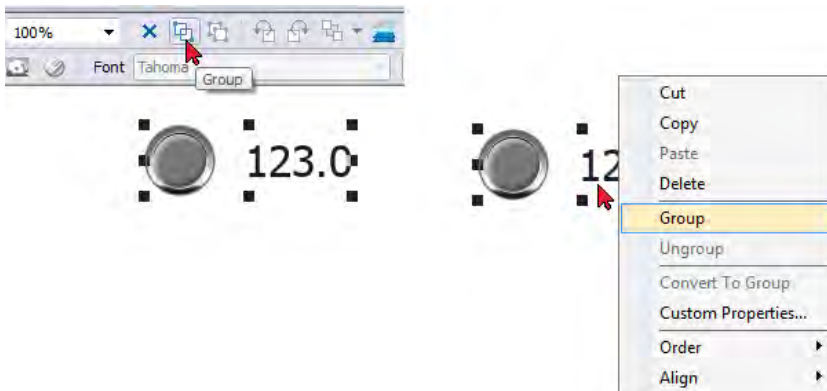 100%
Font Tahoma
Group
123.0
12
Cut
Copy
Paste
Delete
Group
Ungroup
Convert To Group
Custom Properties...
Order
Align